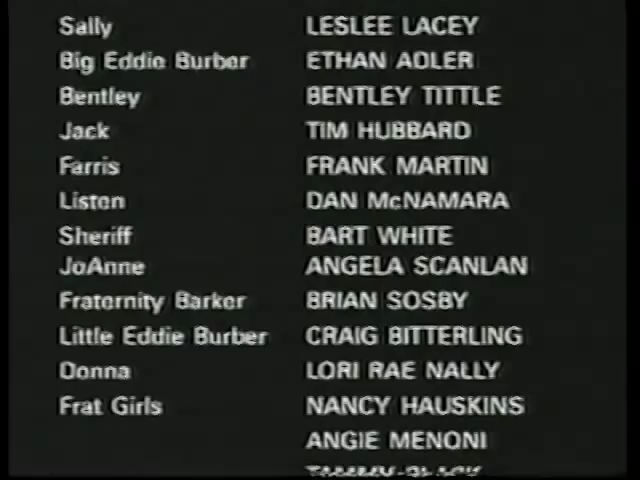 Sally LESLEE LACEY
Big Eddie Burber ETHAN ADLER
Bentley BENTLEY TITTLE
Jack TIM HUBBARD
Farris FRANK MARTIN
Listen DAN McNAMARA
Sheriff BART WHITE
JoAnne ANGELA SCANLAN
Fraternity Barker BRIAN SOSBY
Little Eddie Burber CRAIG BITTERLING
Donna LORI RAE NALLY
Frat Girls NANCY HAUSKINS
ANGIE MENONI